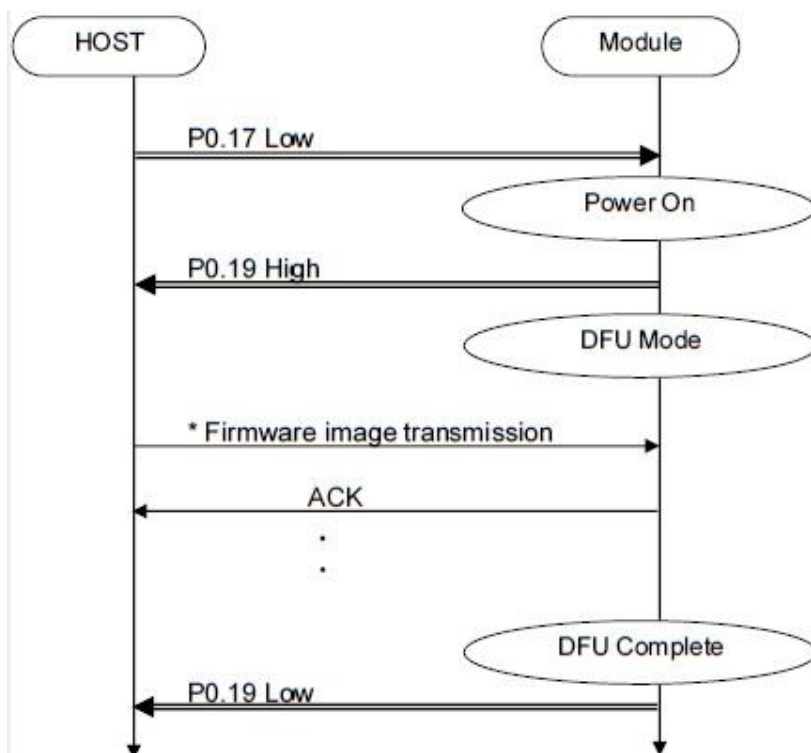 HOST
Module
P0.17 Low
Power On
P0.19 High
DFU Mode
* Firmware image transmission
ACK
DFU Complete
P0.19 Low